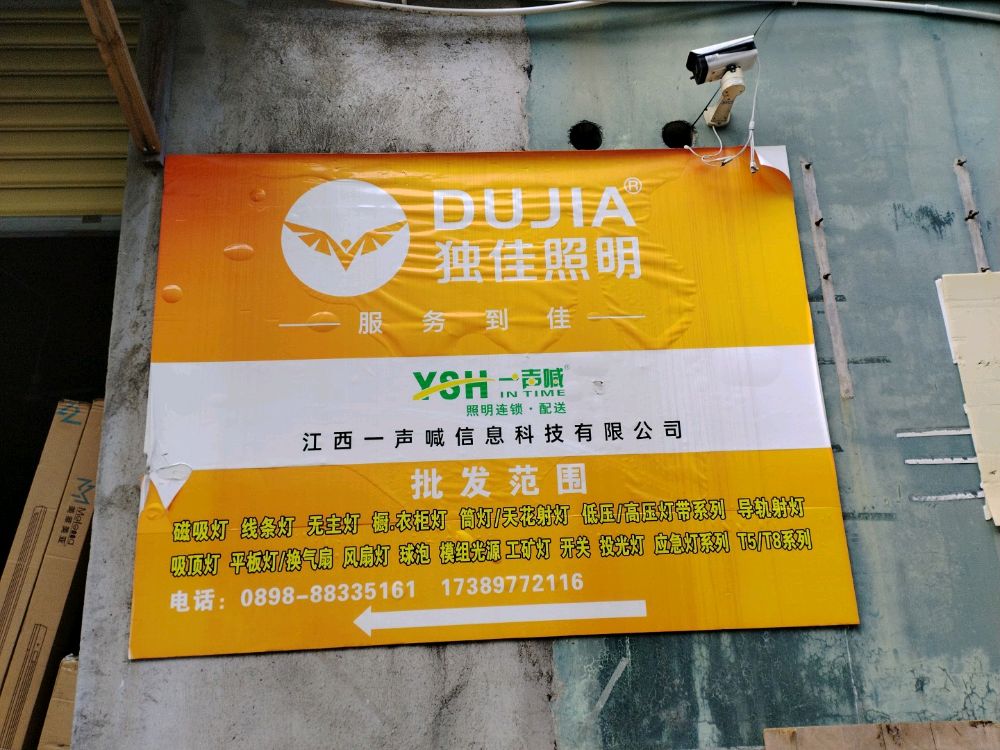 DUJIA®
独佳照明
服务到佳
YSH 一声喊®
IN TIME
照明连锁·配送
江西一声喊信息科技有限公司
批发范围
磁吸灯 线条灯 无主灯 橱.衣柜灯 筒灯/天花射灯 低压/高压灯带系列 导轨射灯
吸顶灯 平板灯/换气扇 风扇灯 球泡 模组光源 工矿灯 开关 投光灯 应急灯系列 T5/T8系列
电话：0898-88335161 17389772116